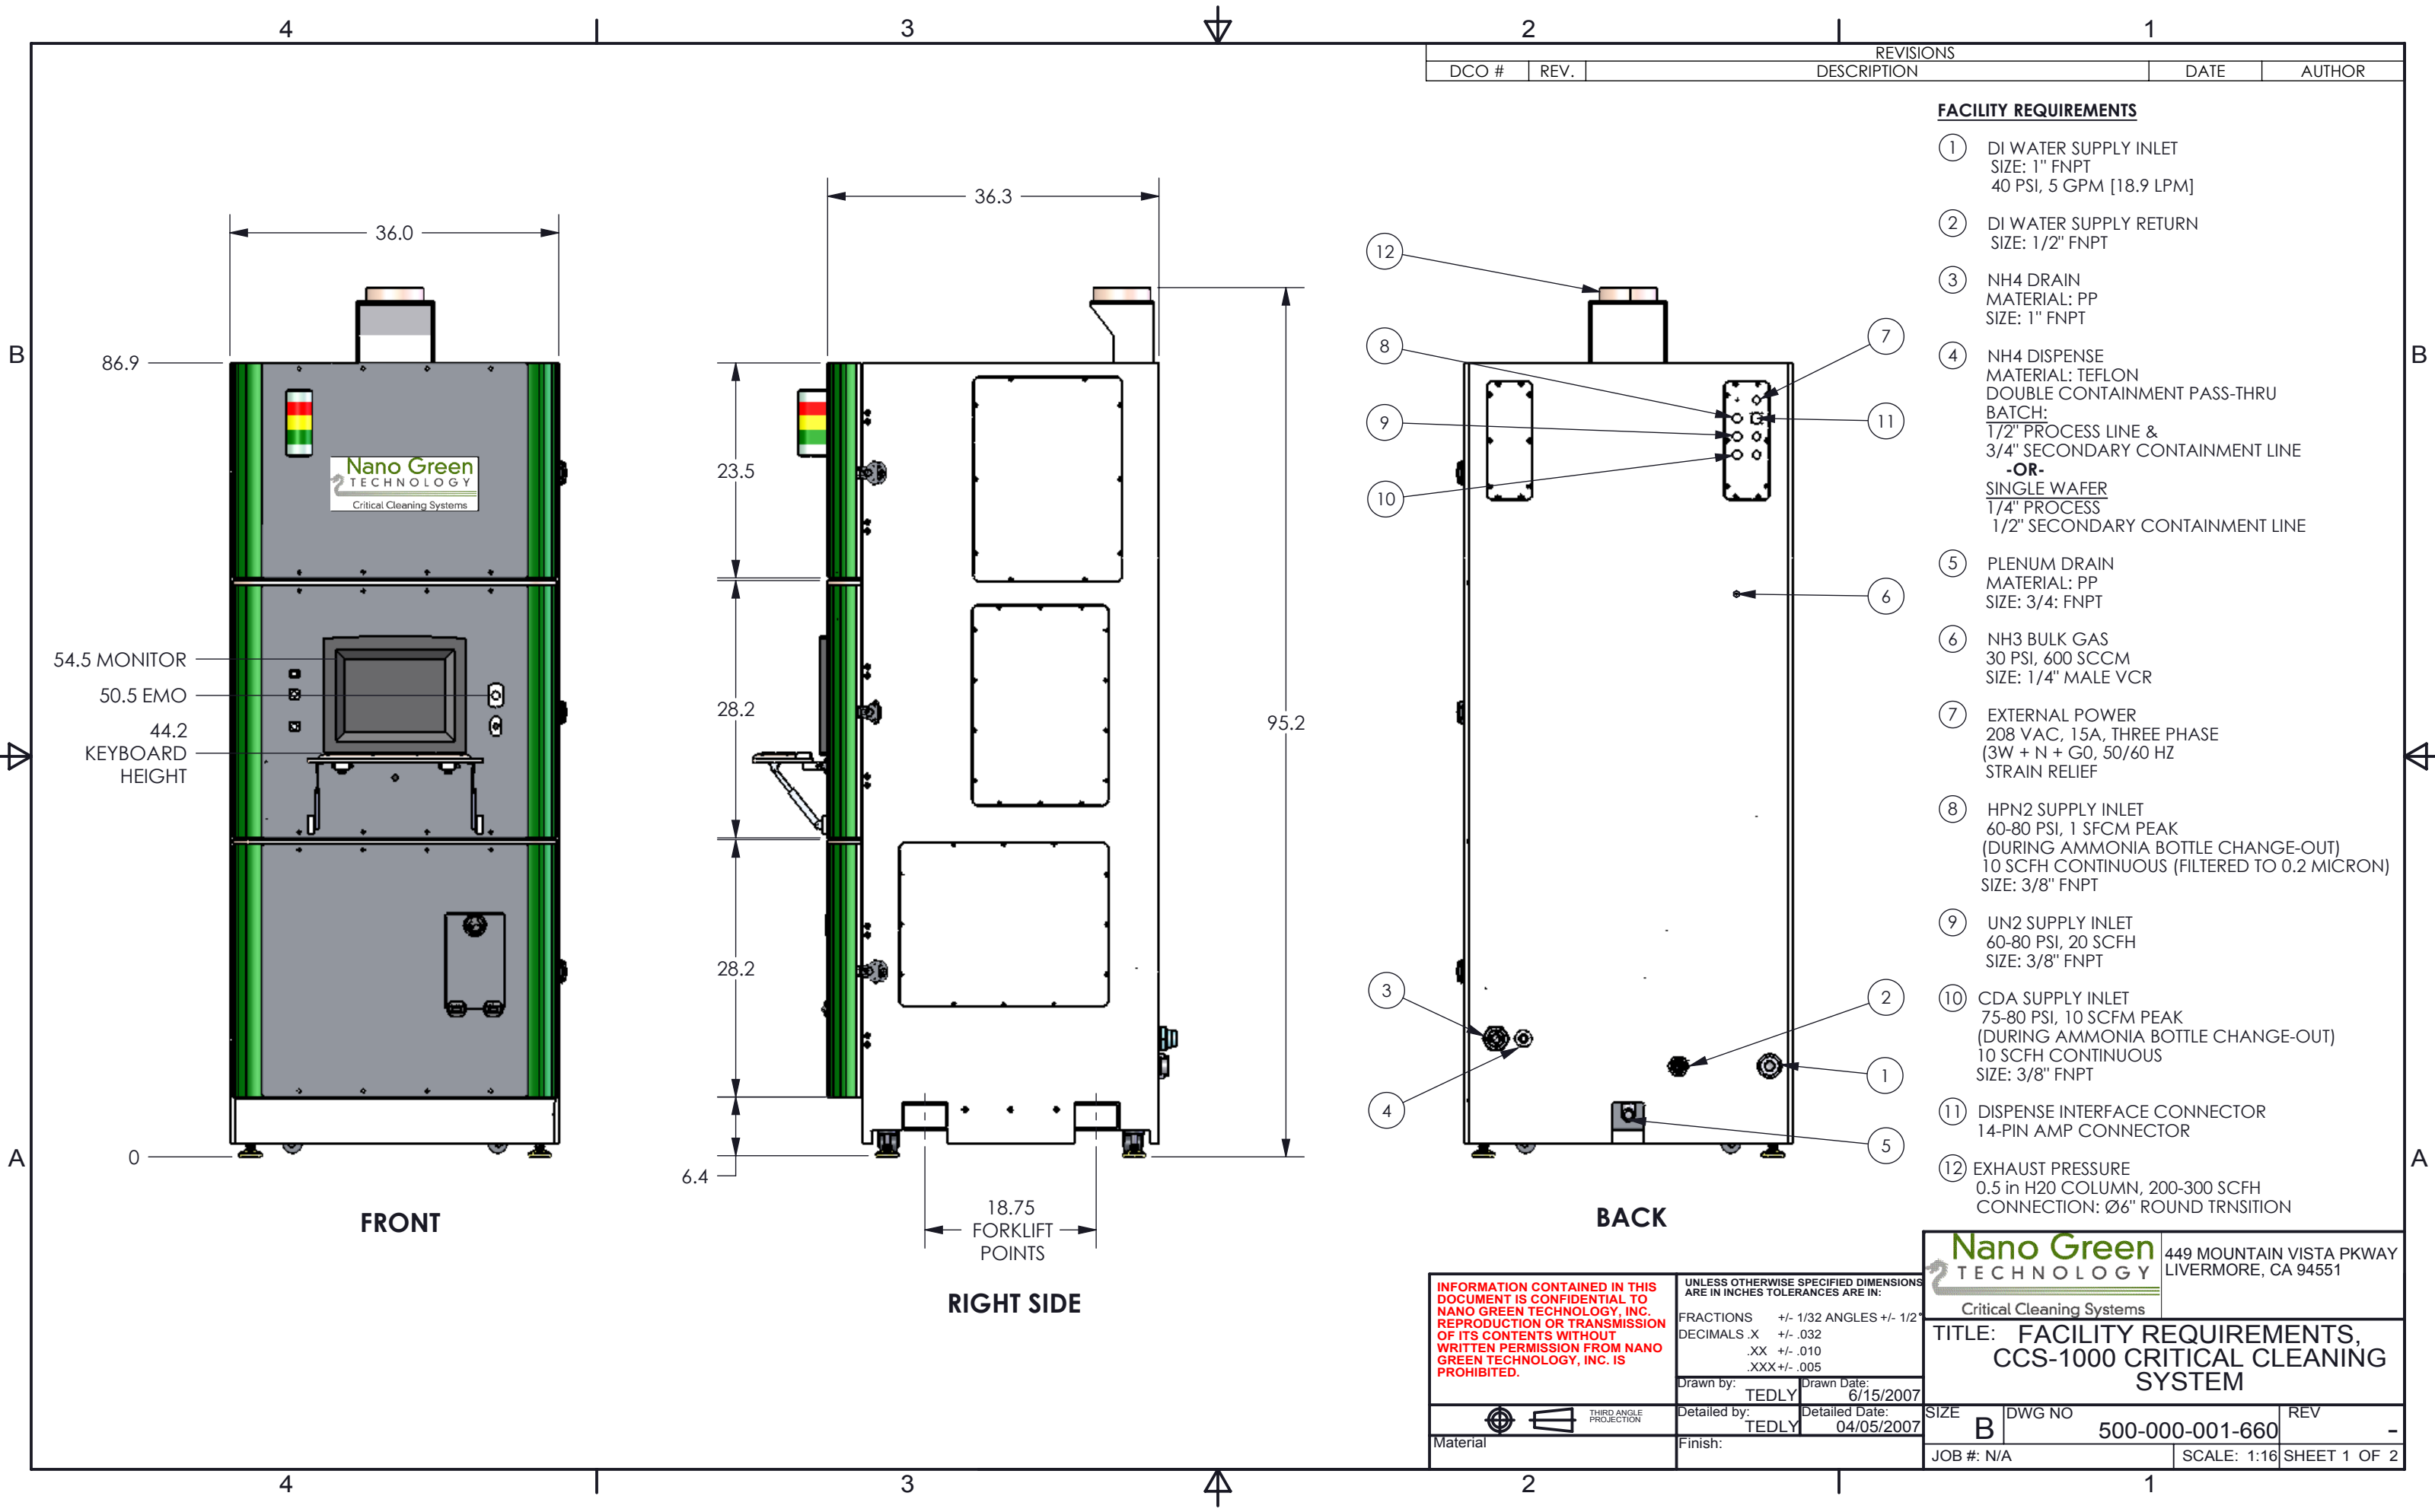 4 3 2 1
REVISIONS
DCO # REV. DESCRIPTION DATE AUTHOR
FACILITY REQUIREMENTS
1 DI WATER SUPPLY INLET
SIZE: 1" FNPT
40 PSI, 5 GPM [18.9 LPM]
2 DI WATER SUPPLY RETURN
SIZE: 1/2" FNPT
3 NH4 DRAIN
MATERIAL: PP
SIZE: 1" FNPT
4 NH4 DISPENSE
MATERIAL: TEFLON
DOUBLE CONTAINMENT PASS-THRU
BATCH:
1/2" PROCESS LINE &
3/4" SECONDARY CONTAINMENT LINE
-OR-
SINGLE WAFER
1/4" PROCESS
1/2" SECONDARY CONTAINMENT LINE
5 PLENUM DRAIN
MATERIAL: PP
SIZE: 3/4: FNPT
6 NH3 BULK GAS
30 PSI, 600 SCCM
SIZE: 1/4" MALE VCR
7 EXTERNAL POWER
208 VAC, 15A, THREE PHASE
(3W + N + G0, 50/60 HZ
STRAIN RELIEF
8 HPN2 SUPPLY INLET
60-80 PSI, 1 SFCM PEAK
(DURING AMMONIA BOTTLE CHANGE-OUT)
10 SCFH CONTINUOUS (FILTERED TO 0.2 MICRON)
SIZE: 3/8" FNPT
9 UN2 SUPPLY INLET
60-80 PSI, 20 SCFH
SIZE: 3/8" FNPT
10 CDA SUPPLY INLET
75-80 PSI, 10 SCFM PEAK
(DURING AMMONIA BOTTLE CHANGE-OUT)
10 SCFH CONTINUOUS
SIZE: 3/8" FNPT
11 DISPENSE INTERFACE CONNECTOR
14-PIN AMP CONNECTOR
12 EXHAUST PRESSURE
0.5 in H20 COLUMN, 200-300 SCFH
CONNECTION: Ø6" ROUND TRNSITION
B
B
A
A
36.0
86.9
54.5 MONITOR
50.5 EMO
44.2
KEYBOARD
HEIGHT
0
Nano Green
TECHNOLOGY
Critical Cleaning Systems
FRONT
36.3
23.5
28.2
28.2
6.4
95.2
18.75
FORKLIFT
POINTS
RIGHT SIDE
12
8
7
9
11
10
6
3
2
1
4
5
BACK
INFORMATION CONTAINED IN THIS
DOCUMENT IS CONFIDENTIAL TO
NANO GREEN TECHNOLOGY, INC.
REPRODUCTION OR TRANSMISSION
OF ITS CONTENTS WITHOUT
WRITTEN PERMISSION FROM NANO
GREEN TECHNOLOGY, INC. IS
PROHIBITED.
THIRD ANGLE
PROJECTION
Material
UNLESS OTHERWISE SPECIFIED DIMENSIONS
ARE IN INCHES TOLERANCES ARE IN:
FRACTIONS +/- 1/32 ANGLES +/- 1/2°
DECIMALS .X +/- .032
.XX +/- .010
.XXX +/- .005
Drawn by: TEDLY
Drawn Date: 6/15/2007
Detailed by: TEDLY
Detailed Date: 04/05/2007
Finish:
Nano Green
TECHNOLOGY
Critical Cleaning Systems
449 MOUNTAIN VISTA PKWAY
LIVERMORE, CA 94551
TITLE: FACILITY REQUIREMENTS,
CCS-1000 CRITICAL CLEANING
SYSTEM
SIZE B DWG NO 500-000-001-660 REV -
JOB #: N/A SCALE: 1:16 SHEET 1 OF 2
4 3 2 1